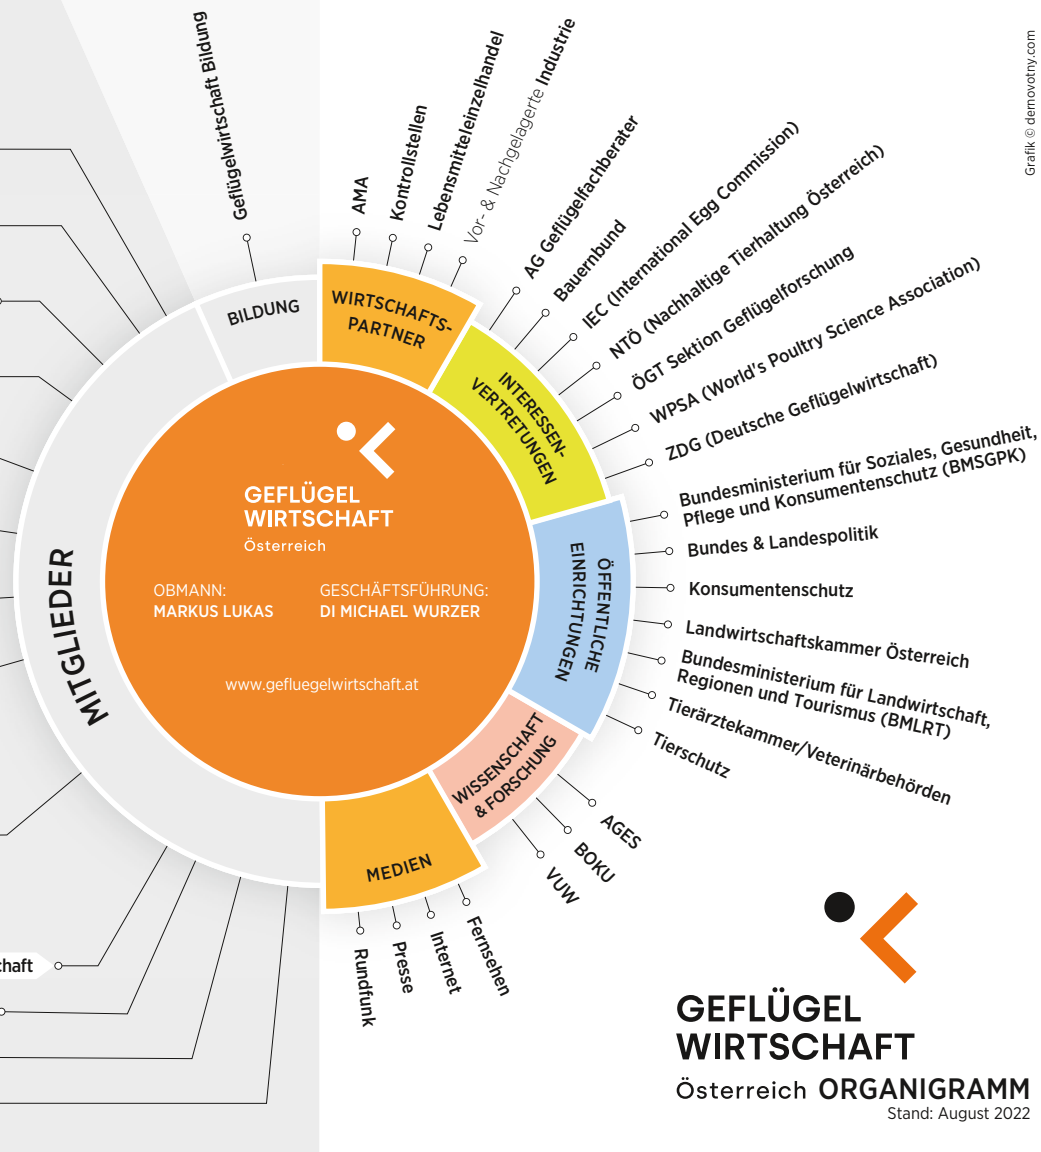 Grafik © demovotny.com
Geflügelwirtschaft Bildung
AMA
Kontrollstellen
Lebensmitteleinzelhandel
Vor- & Nachgelagerte Industrie
AG Geflügelfachberater
Bauernbund
IEC (International Egg Commission)
NTÖ (Nachhaltige Tierhaltung Österreich)
ÖGT Sektion Geflügelforschung
WPSA (World's Poultry Science Association)
ZDG (Deutsche Geflügelwirtschaft)
Bundesministerium für Soziales, Gesundheit,
Pflege und Konsumentenschutz (BMSGPK)
Bundes & Landespolitik
Konsumentenschutz
Landwirtschaftskammer Österreich
Bundesministerium für Landwirtschaft,
Regionen und Tourismus (BMLRT)
Tierärztekammer/Veterinärbehörden
Tierschutz
AGES
BOKU
VUW
Fernsehen
Internet
Presse
Rundfunk
BILDUNG
WIRTSCHAFTS-
PARTNER
INTERESSEN-
VERTRETUNGEN
ÖFFENTLICHE
EINRICHTUNGEN
WISSENSCHAFT
& FORSCHUNG
MEDIEN
MITGLIEDER
GEFLÜGEL
WIRTSCHAFT
Österreich
OBMANN:
MARKUS LUKAS
GESCHÄFTSFÜHRUNG:
DI MICHAEL WURZER
www.gefluegelwirtschaft.at
chaft
GEFLÜGEL
WIRTSCHAFT
Österreich ORGANIGRAMM
Stand: August 2022